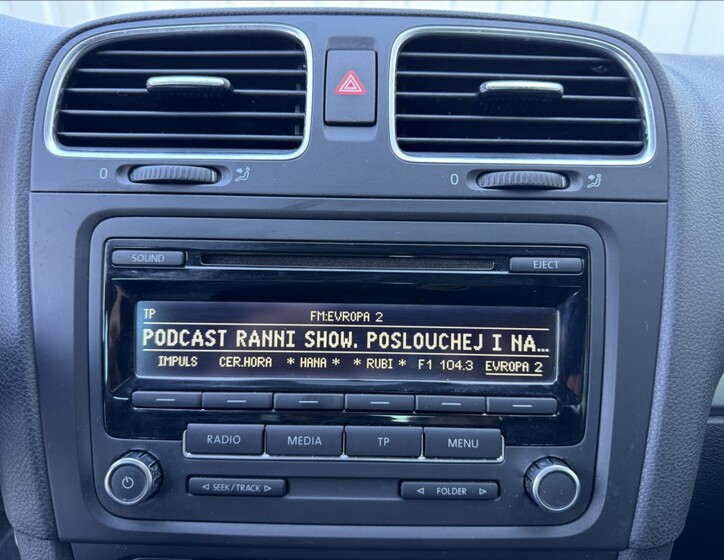 0
0
SOUND
EJECT
TP
FM:EVROPA 2
PODCAST RANNI SHOW. POSLOUCHEJ I NA...
IMPULS CER.HORA * HANA * * RUBI * F1 104.3 EVROPA 2
RADIO MEDIA TP MENU
SEEK/TRACK
FOLDER